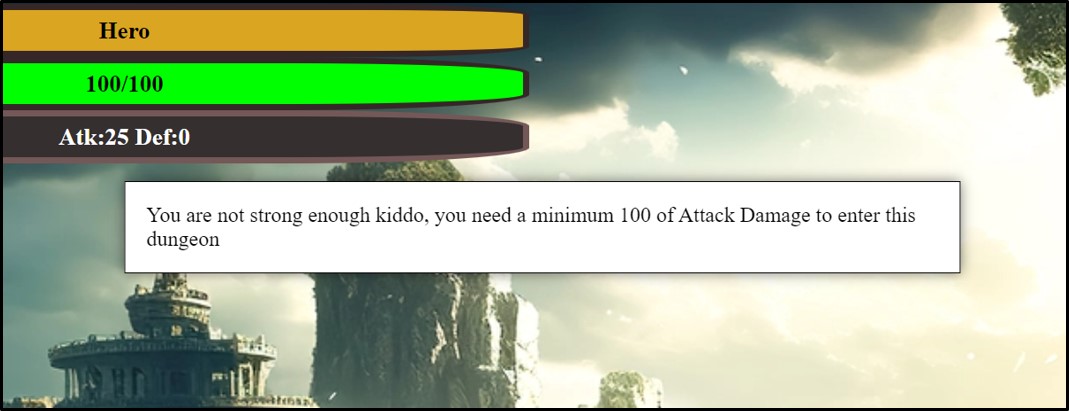 Hero
100/100
Atk:25 Def:0
You are not strong enough kiddo, you need a minimum 100 of Attack Damage to enter this
dungeon